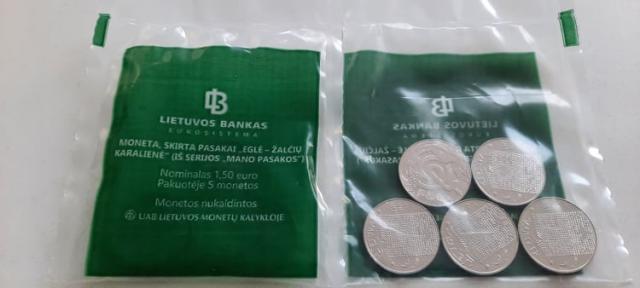 LIETUVOS BANKAS
EUROSISTEMA
MONETA, SKIRTA PASAKAI „EGLĖ – ŽALČIŲ
KARALIENĖ“ (IŠ SERIJOS „MANO PASAKOS“)
Nominalas 1,50 euro
Pakuotėje 5 monetos
Monetos nukaldintos
UAB LIETUVOS MONETŲ KALYKLOJE
LIETUVOS BANKAS
EUROSISTEMA